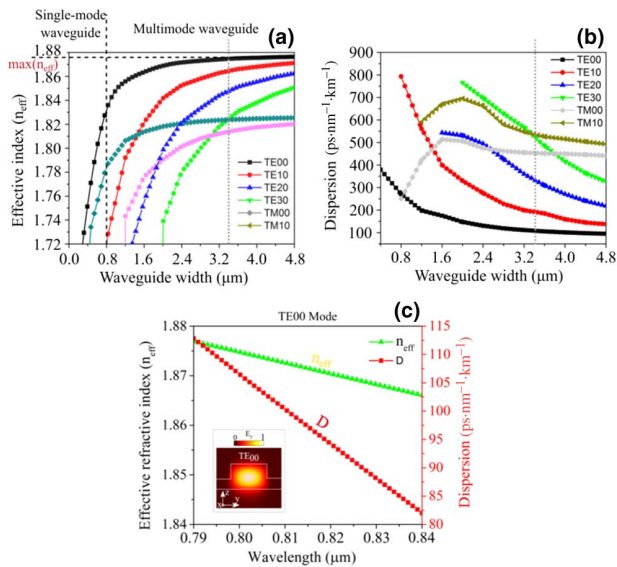 Single-mode
waveguide
Multimode waveguide
(a)
max(neff)
1.88
1.86
1.84
1.82
1.80
1.78
1.76
1.74
1.72
Effective index (neff)
TE00
TE10
TE20
TE30
TM00
TM10
0.0 0.8 1.6 2.4 3.2 4.0 4.8
Waveguide width (μm)
(b)
900
800
700
600
500
400
300
200
100
Dispersion (ps·nm⁻¹·km⁻¹)
TE00
TE10
TE20
TE30
TM00
TM10
0.8 1.6 2.4 3.2 4.0 4.8
Waveguide width (μm)
(c)
TE00 Mode
1.88
1.87
1.86
1.85
1.84
Effective refractive index (neff)
neff
D
neff
D
0 Ey 1
TE00
z
x y
115
110
105
100
95
90
85
80
Dispersion (ps·nm⁻¹·km⁻¹)
0.79 0.80 0.81 0.82 0.83 0.84
Wavelength (μm)